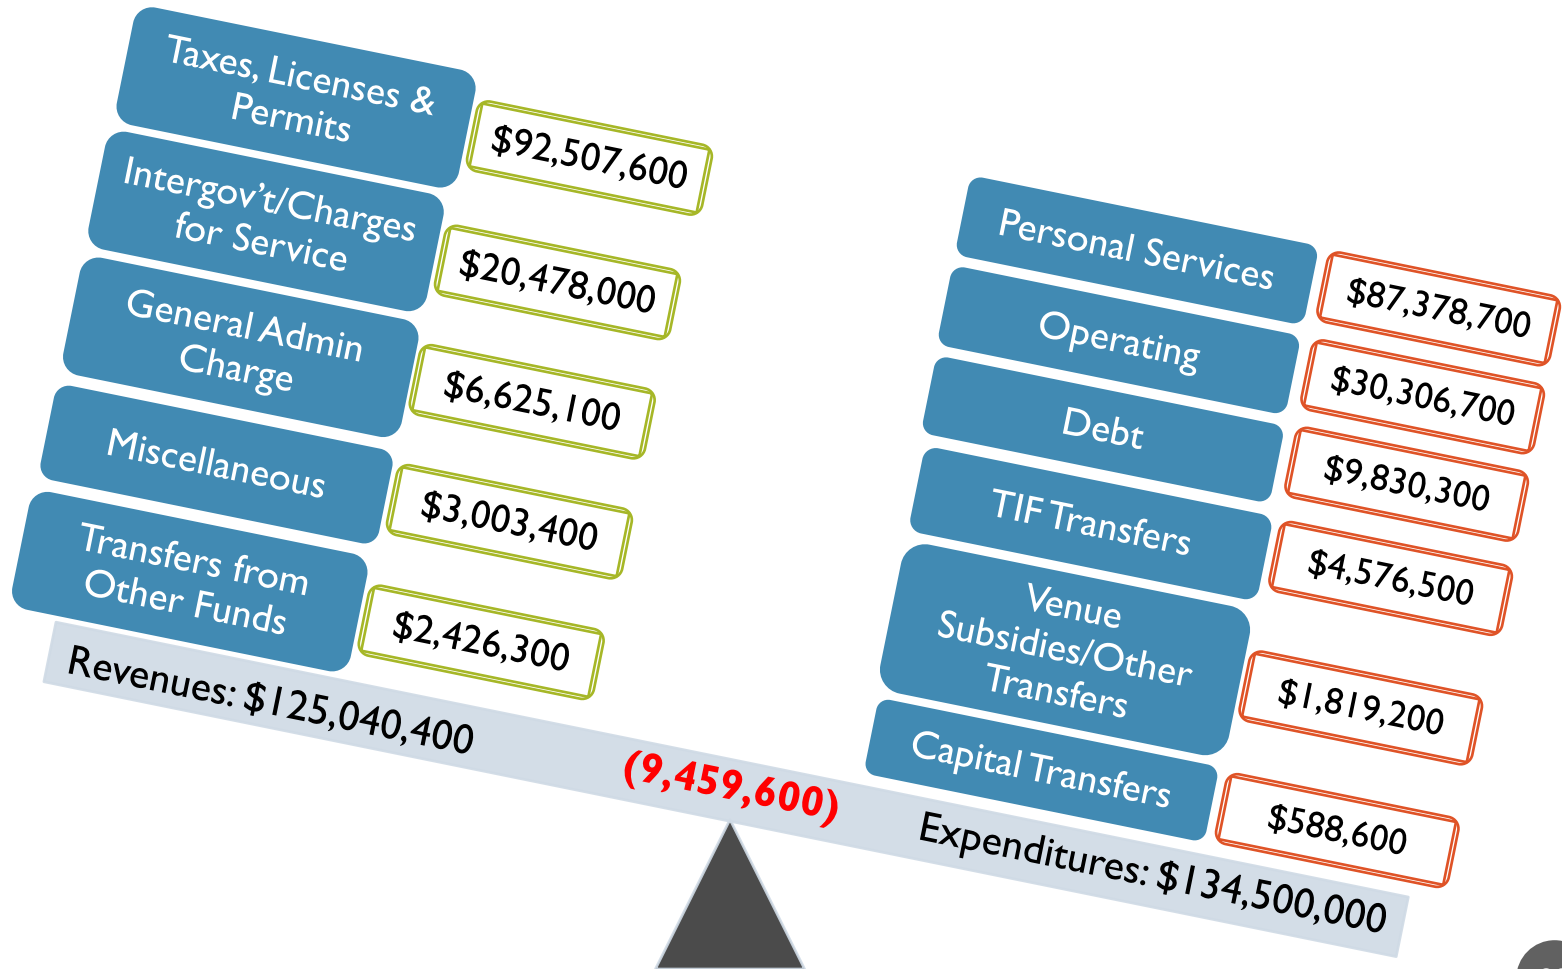 Taxes, Licenses &
Permits
$92,507,600
Intergov’t/Charges
for Service
$20,478,000
General Admin
Charge
$6,625,100
Miscellaneous
$3,003,400
Transfers from
Other Funds
$2,426,300
Revenues: $125,040,400
(9,459,600)
Personal Services
$87,378,700
Operating
$30,306,700
Debt
$9,830,300
TIF Transfers
$4,576,500
Venue
Subsidies/Other
Transfers
$1,819,200
Capital Transfers
$588,600
Expenditures: $134,500,000